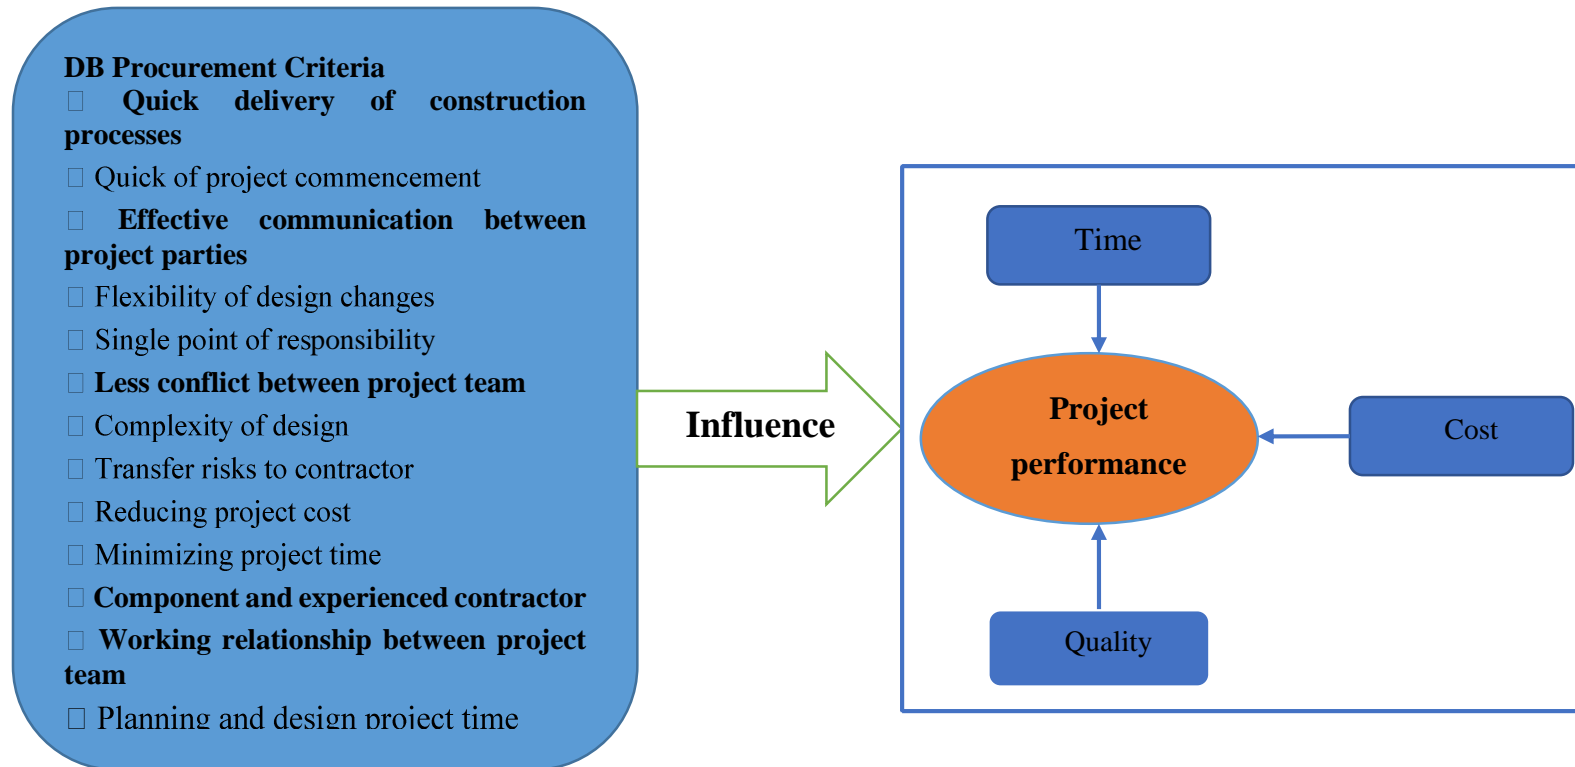 DB Procurement Criteria
□ Quick delivery of construction
processes
□ Quick of project commencement
□ Effective communication between
project parties
□ Flexibility of design changes
□ Single point of responsibility
□ Less conflict between project team
□ Complexity of design
□ Transfer risks to contractor
□ Reducing project cost
□ Minimizing project time
□ Component and experienced contractor
□ Working relationship between project
team
□ Planning and design project time
Influence
Time
Project
performance
Cost
Quality